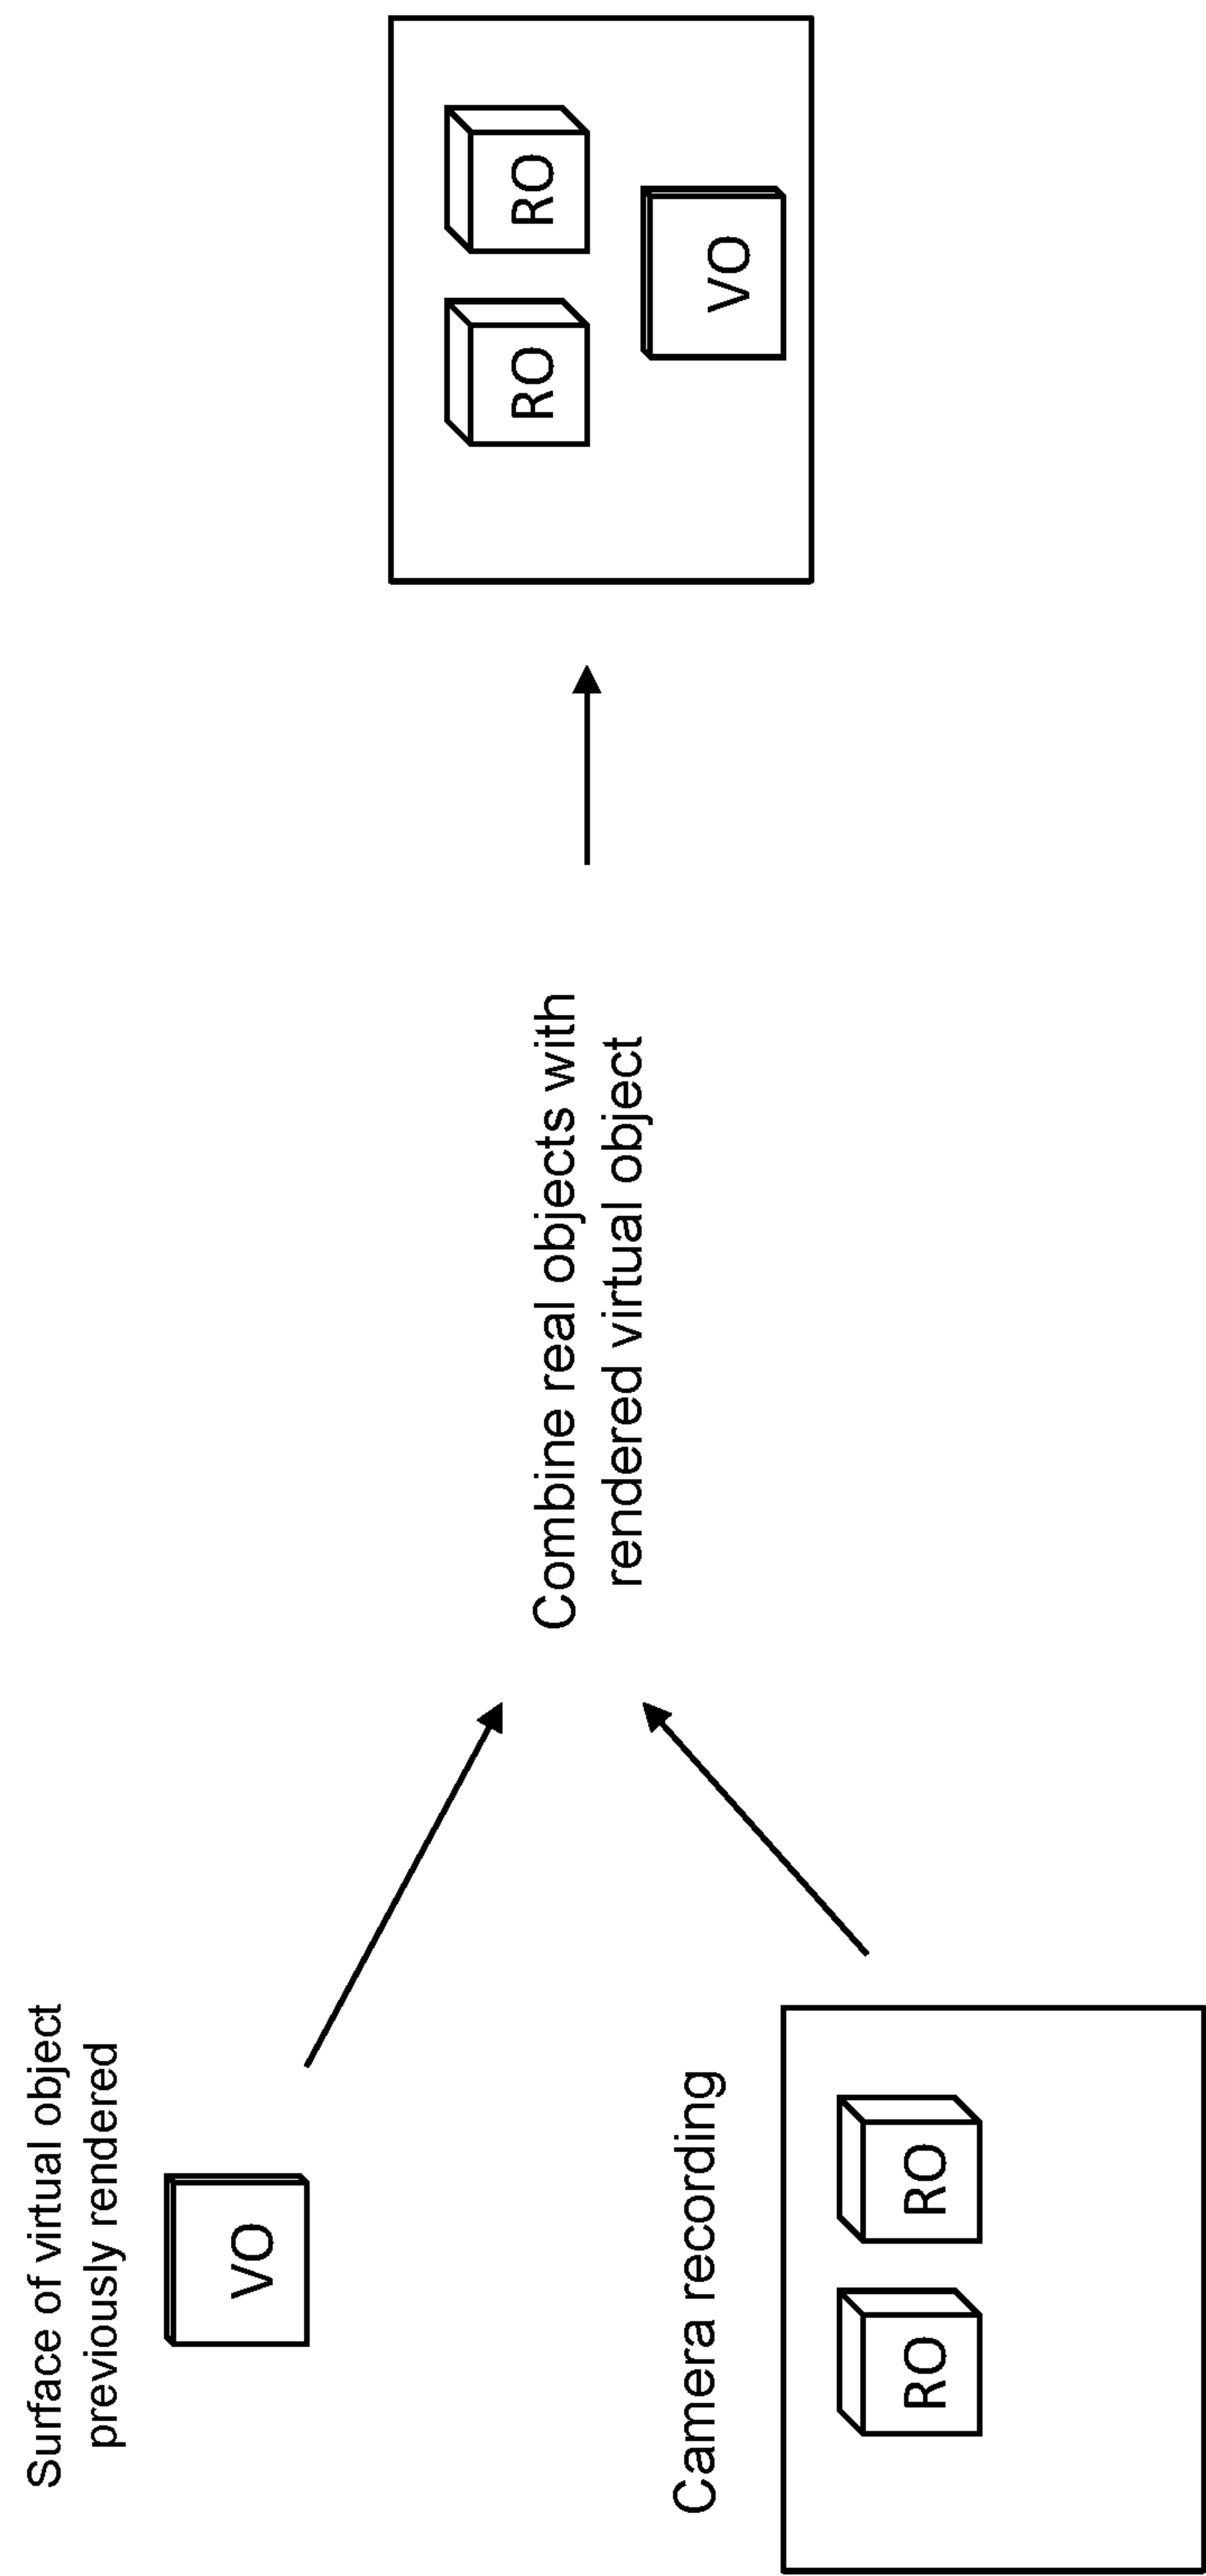 Surface of virtual object
previously rendered
VO
Camera recording
RO RO
Combine real objects with
rendered virtual object
RO RO
VO